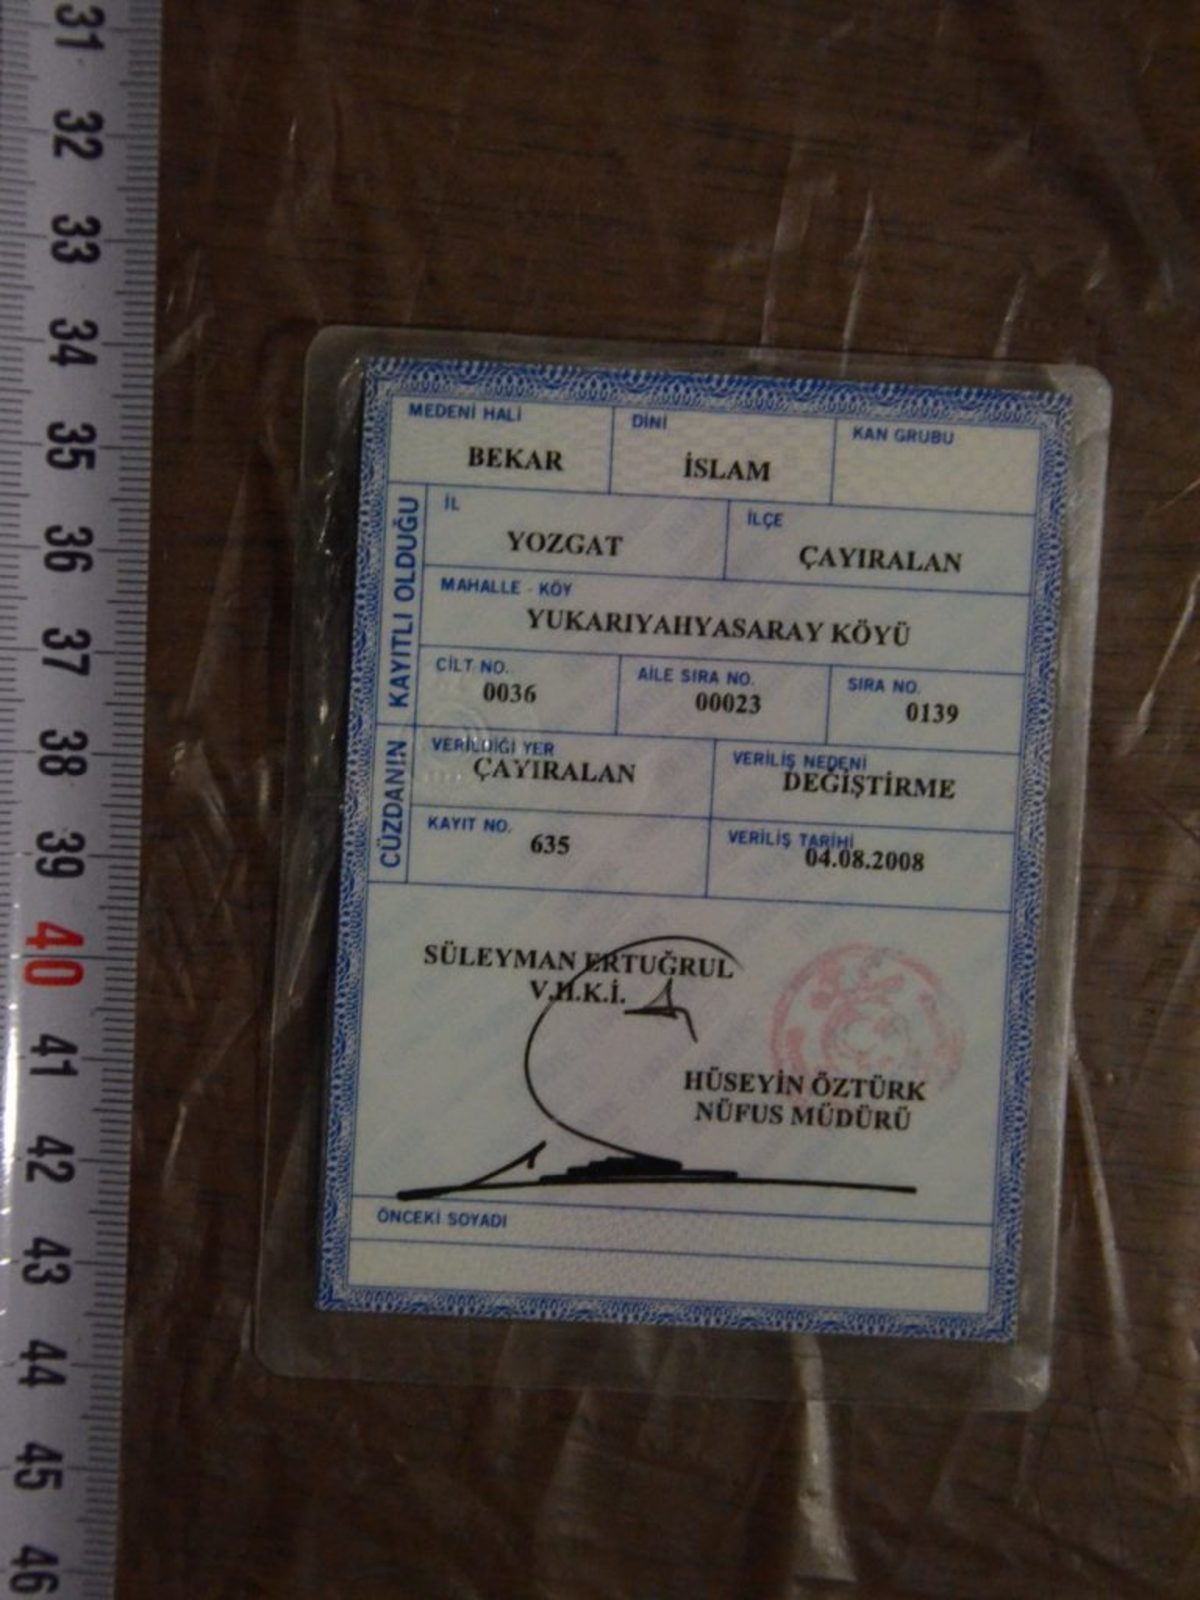 31
32
33
34
35
36
37
38
39
40
41
42
43
44
45
46
MEDENİ HALİ DİNİ KAN GRUBU
BEKAR İSLAM
KAYITLI OLDUĞU
İL İLÇE
YOZGAT ÇAYIRALAN
MAHALLE - KÖY
YUKARIYAHYASARAY KÖYÜ
CİLT NO. AİLE SIRA NO. SIRA NO.
0036 00023 0139
CÜZDANIN
VERİLDİĞİ YER VERİLİŞ NEDENİ
ÇAYIRALAN DEĞİŞTİRME
KAYIT NO. VERİLİŞ TARİHİ
635 04.08.2008
SÜLEYMAN ERTUĞRUL
V.H.K.İ.
HÜSEYİN ÖZTÜRK
NÜFUS MÜDÜRÜ
ÖNCEKİ SOYADI